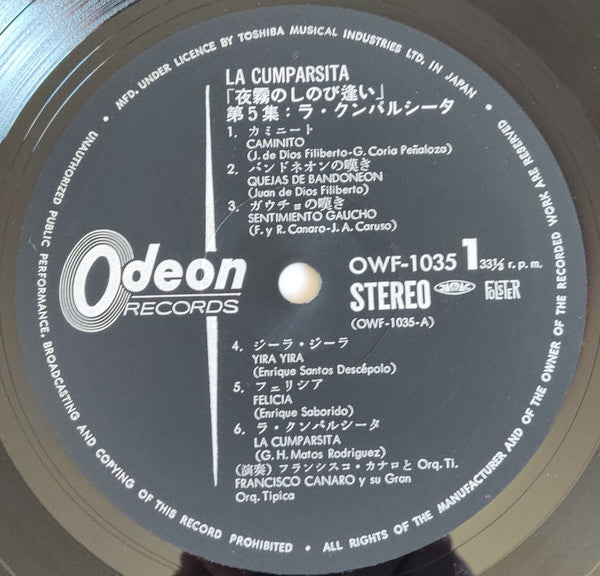 MFD. UNDER LICENCE BY TOSHIBA MUSICAL INDUSTRIES LTD. IN JAPAN •
LA CUMPARSITA
「夜霧のしのび逢い」
第5集:ラ・クンパルシータ
1. カミニート
CAMINITO
(J. de Dios Filiberto-G. Coria Peñaloza)
2. バンドネオンの嘆き
QUEJAS DE BANDONEON
(Juan de Dios Filiberto)
3. ガウチョの嘆き
SENTIMIENTO GAUCHO
(F. y R. Canaro-J. A. Caruso)
Odeon
RECORDS
OWF-1035 1 33⅓ r.p.m.
STEREO JASRAC FOLSTER
(OWF-1035-A)
4. ジーラ・ジーラ
YIRA YIRA
(Enrique Santos Descépolo)
5. フェリシア
FELICIA
(Enrique Saborido)
6. ラ・クンパルシータ
LA CUMPARSITA
(G. H. Matos Rodriguez)
(演奏) フランシスコ・カナロと Orq. Ti.
FRANCISCO CANARO y su Gran
Orq. Tipica
• UNAUTHORIZED PUBLIC PERFORMANCE, BROADCASTING AND COPYING OF THIS RECORD PROHIBITED • ALL RIGHTS OF THE MANUFACTURER AND OF THE OWNER OF THE RECORDED WORK ARE RESERVED